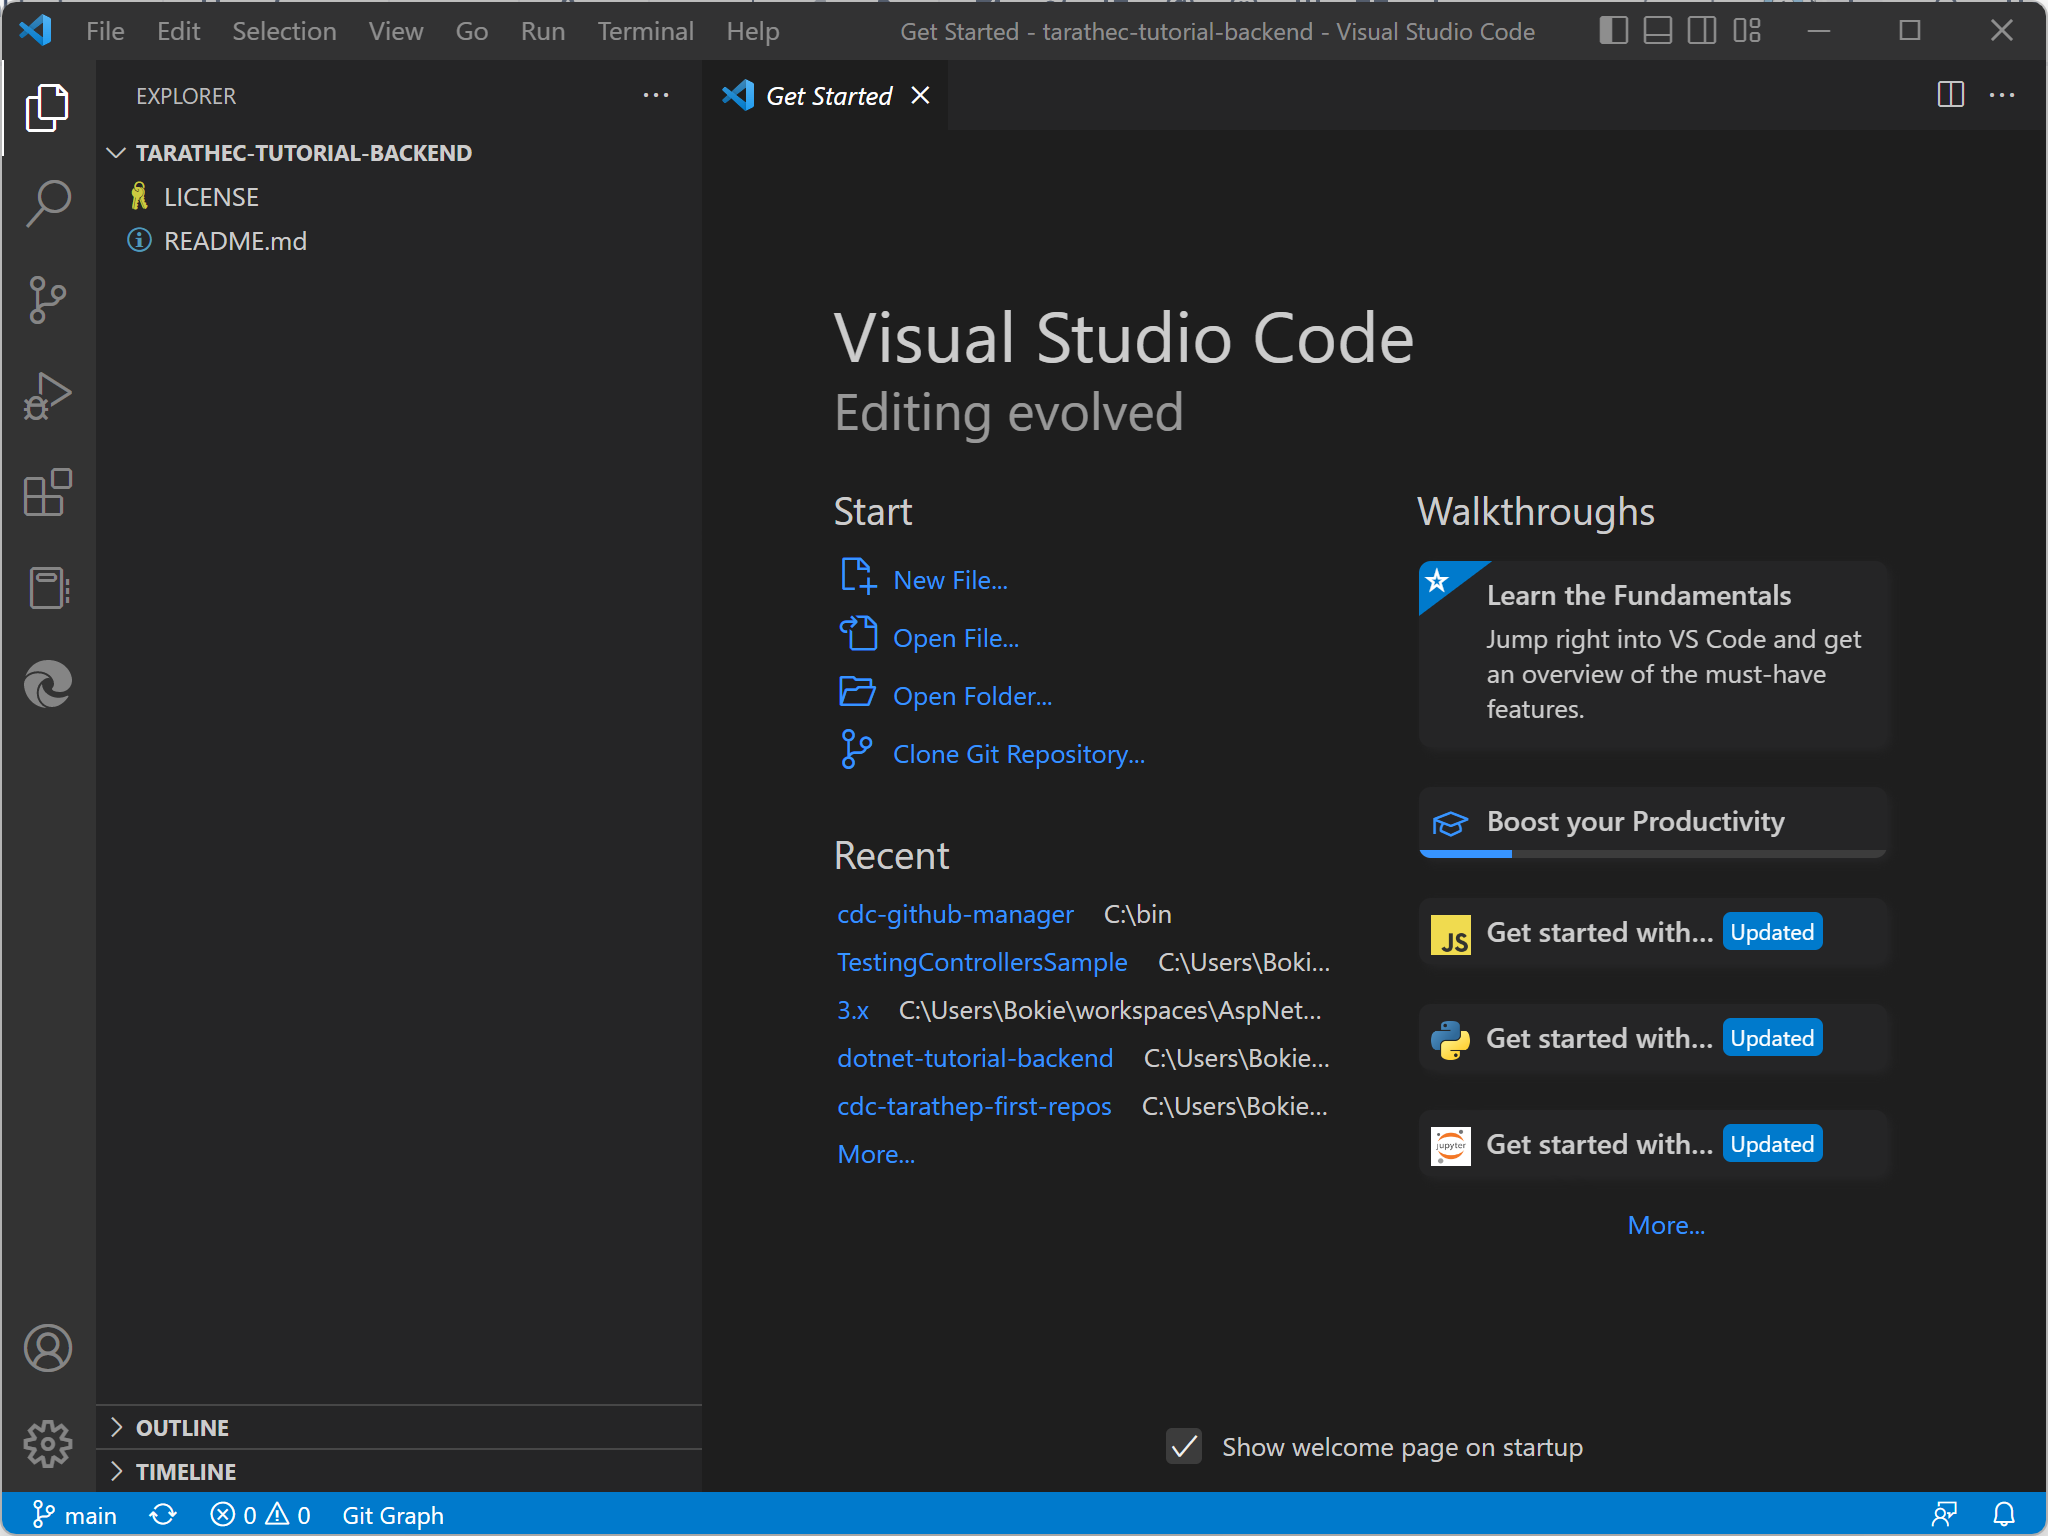 File Edit Selection View Go Run Terminal Help Get Started - tarathec-tutorial-backend - Visual Studio Code
EXPLORER
Get Started
TARATHEC-TUTORIAL-BACKEND
LICENSE
README.md
Visual Studio Code
Editing evolved
Start
New File...
Open File...
Open Folder...
Clone Git Repository...
Recent
cdc-github-manager C:\bin
TestingControllersSample C:\Users\Boki...
3.x C:\Users\Bokie\workspaces\AspNet...
dotnet-tutorial-backend C:\Users\Bokie...
cdc-tarathep-first-repos C:\Users\Bokie...
More...
Walkthroughs
Learn the Fundamentals
Jump right into VS Code and get
an overview of the must-have
features.
Boost your Productivity
JS Get started with... Updated
Get started with... Updated
jupyter Get started with... Updated
More...
Show welcome page on startup
OUTLINE
TIMELINE
main 0 0 Git Graph